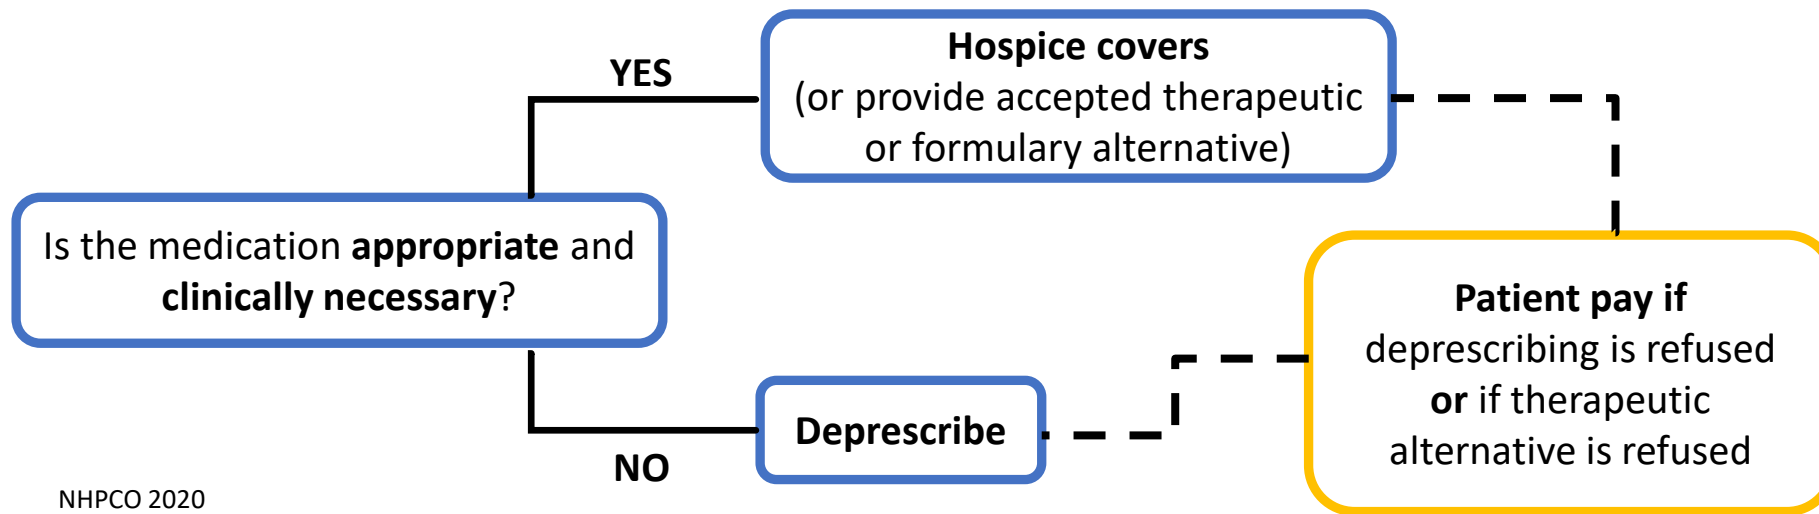 YES
Hospice covers
(or provide accepted therapeutic
or formulary alternative)
Is the medication appropriate and
clinically necessary?
Patient pay if
deprescribing is refused
or if therapeutic
alternative is refused
Deprescribe
NO
NHPCO 2020